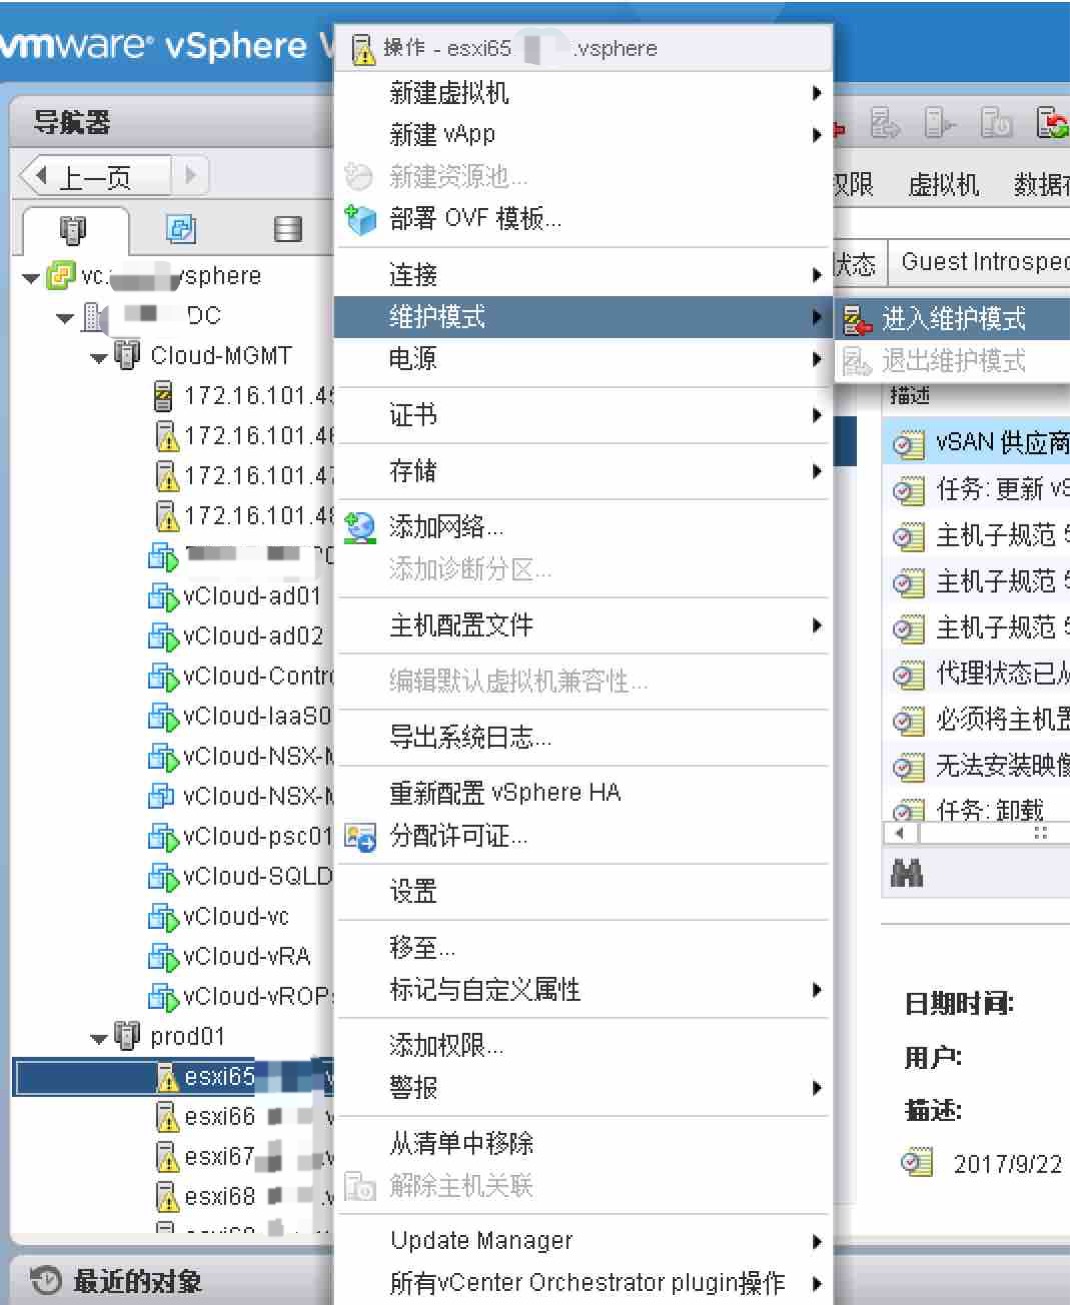 vmware® vSphere
操作 - esxi65 .vsphere
导航器
上一页
vc. vsphere
DC
Cloud-MGMT
172.16.101.45
172.16.101.46
172.16.101.47
172.16.101.48
vCloud-ad01
vCloud-ad02
vCloud-Contro
vCloud-IaaS0
vCloud-NSX-M
vCloud-NSX-M
vCloud-psc01
vCloud-SQLD
vCloud-vc
vCloud-vRA
vCloud-vROPs
prod01
esxi65
esxi66
esxi67
esxi68
最近的对象
新建虚拟机
新建 vApp
新建资源池...
部署 OVF 模板...
连接
维护模式
电源
证书
存储
添加网络...
添加诊断分区...
主机配置文件
编辑默认虚拟机兼容性...
导出系统日志...
重新配置 vSphere HA
分配许可证...
设置
移至...
标记与自定义属性
添加权限...
警报
从清单中移除
解除主机关联
Update Manager
所有vCenter Orchestrator plugin操作
进入维护模式
退出维护模式
权限 虚拟机 数据存
状态 Guest Introspec
描述
vSAN 供应商
任务: 更新 vS
主机子规范
主机子规范
主机子规范
代理状态已从
必须将主机置
无法安装映像
任务: 卸载
日期时间:
用户:
描述:
2017/9/22